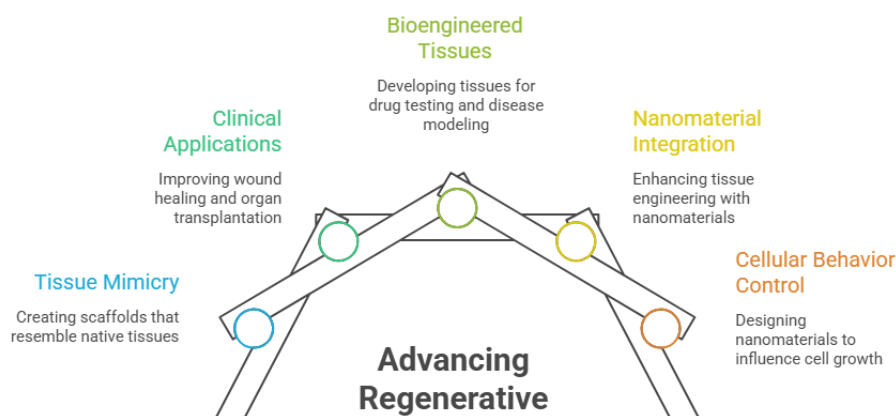 Bioengineered
Tissues
Developing tissues for
drug testing and disease
modeling
Clinical
Applications
Improving wound
healing and organ
transplantation
Nanomaterial
Integration
Enhancing tissue
engineering with
nanomaterials
Tissue Mimicry
Creating scaffolds that
resemble native tissues
Cellular Behavior
Control
Designing
nanomaterials to
influence cell growth
Advancing
Regenerative